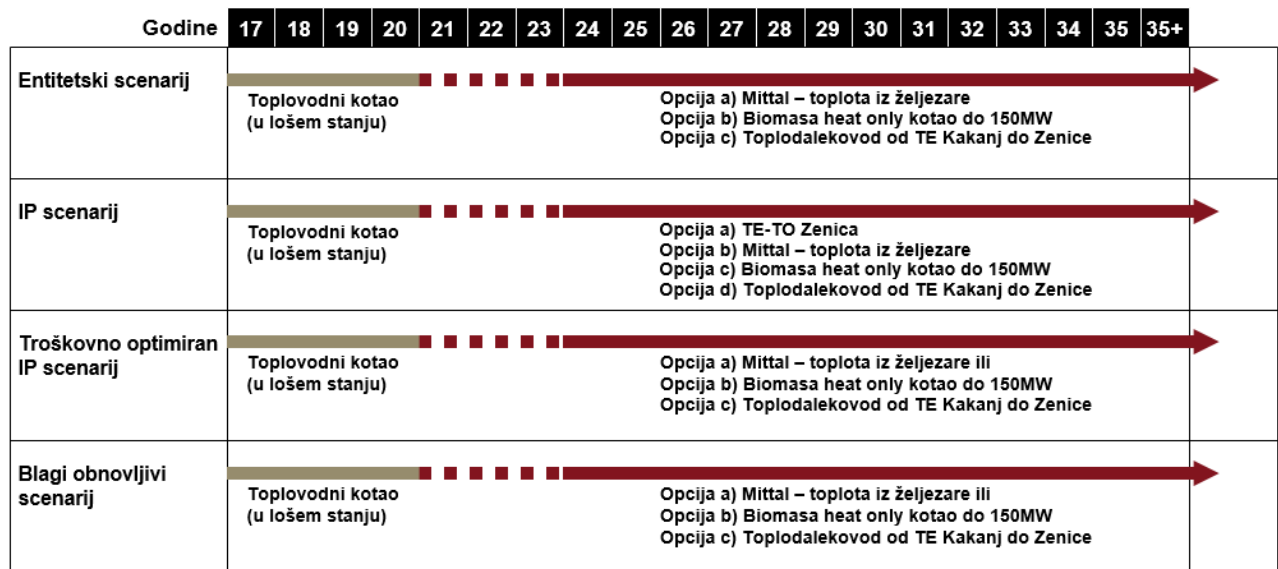 Godine 17 18 19 20 21 22 23 24 25 26 27 28 29 30 31 32 33 34 35 35+
Entitetski scenarij
Toplovodni kotao
(u lošem stanju)
Opcija a) Mittal – toplota iz željezare
Opcija b) Biomasa heat only kotao do 150MW
Opcija c) Toplodalekovod od TE Kakanj do Zenice
IP scenarij
Toplovodni kotao
(u lošem stanju)
Opcija a) TE-TO Zenica
Opcija b) Mittal – toplota iz željezare
Opcija c) Biomasa heat only kotao do 150MW
Opcija d) Toplodalekovod od TE Kakanj do Zenice
Troškovno optimiran
IP scenarij
Toplovodni kotao
(u lošem stanju)
Opcija a) Mittal – toplota iz željezare ili
Opcija b) Biomasa heat only kotao do 150MW
Opcija c) Toplodalekovod od TE Kakanj do Zenice
Blagi obnovljivi
scenarij
Toplovodni kotao
(u lošem stanju)
Opcija a) Mittal – toplota iz željezare ili
Opcija b) Biomasa heat only kotao do 150MW
Opcija c) Toplodalekovod od TE Kakanj do Zenice